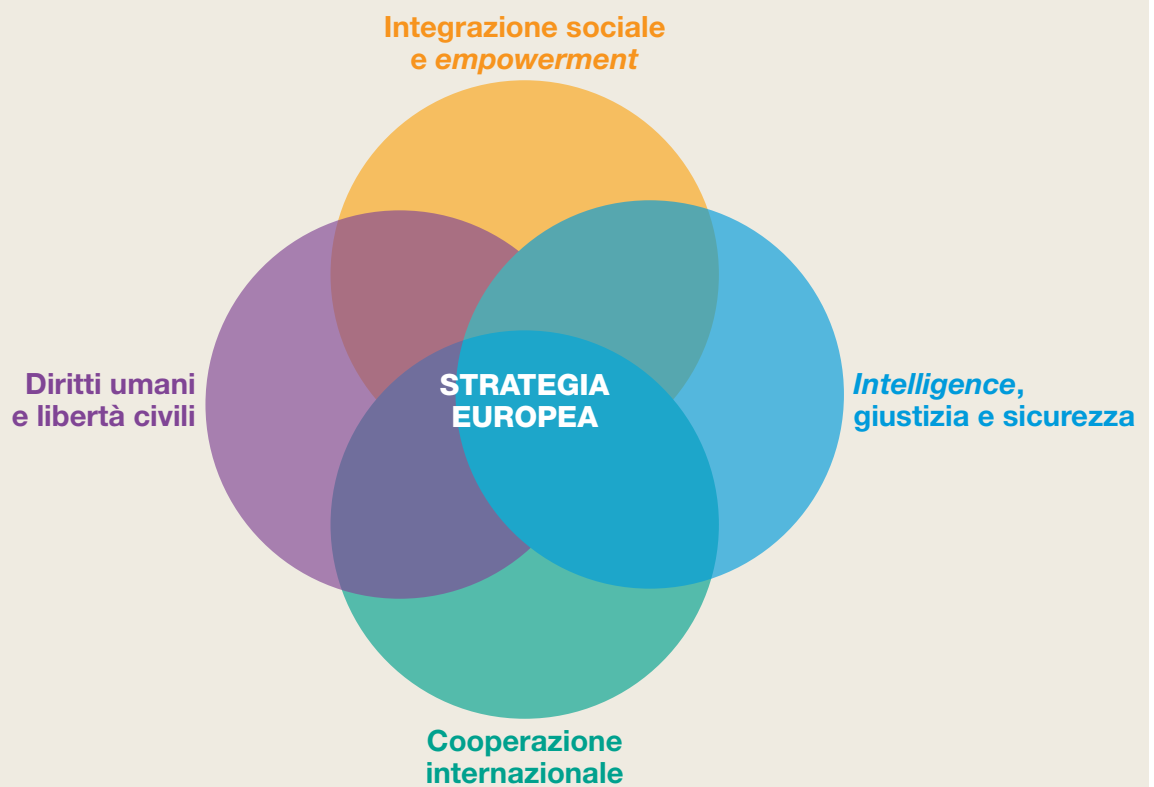 Integrazione sociale
e empowerment
STRATEGIA
EUROPEA
Diritti umani
e libertà civili
Intelligence,
giustizia e sicurezza
Cooperazione
internazionale